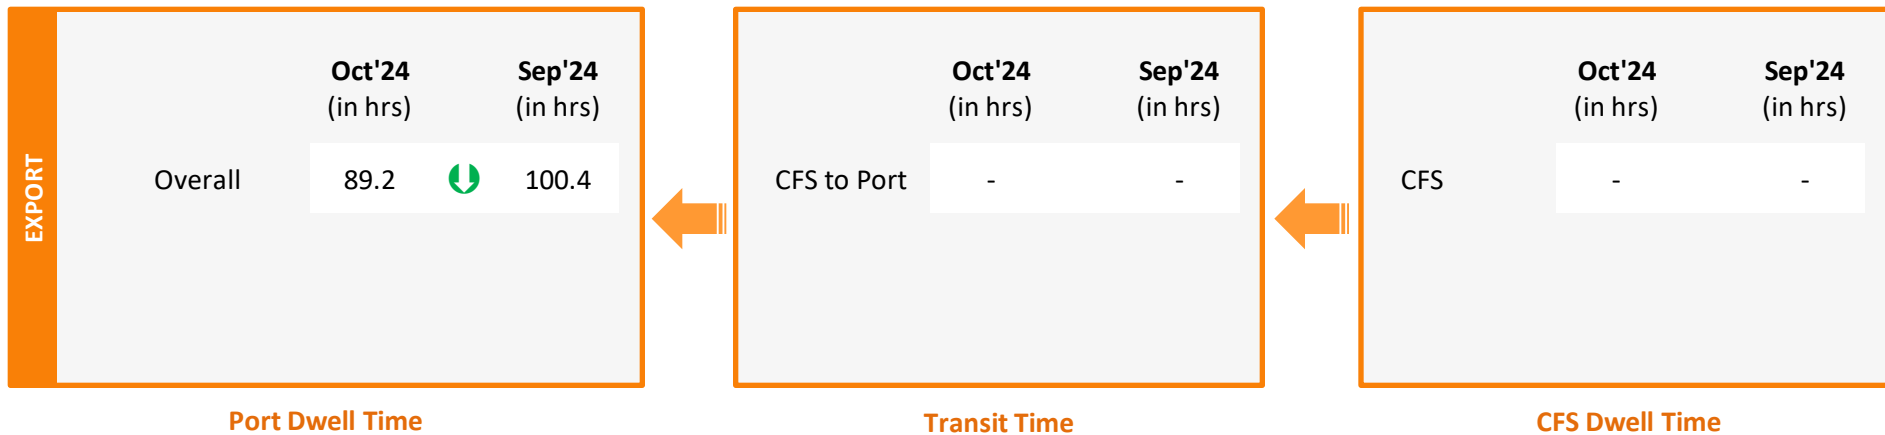 EXPORT
Oct'24 Sep'24
(in hrs) (in hrs)
Overall 89.2 100.4
Port Dwell Time
Oct'24 Sep'24
(in hrs) (in hrs)
CFS to Port - -
Transit Time
Oct'24 Sep'24
(in hrs) (in hrs)
CFS - -
CFS Dwell Time